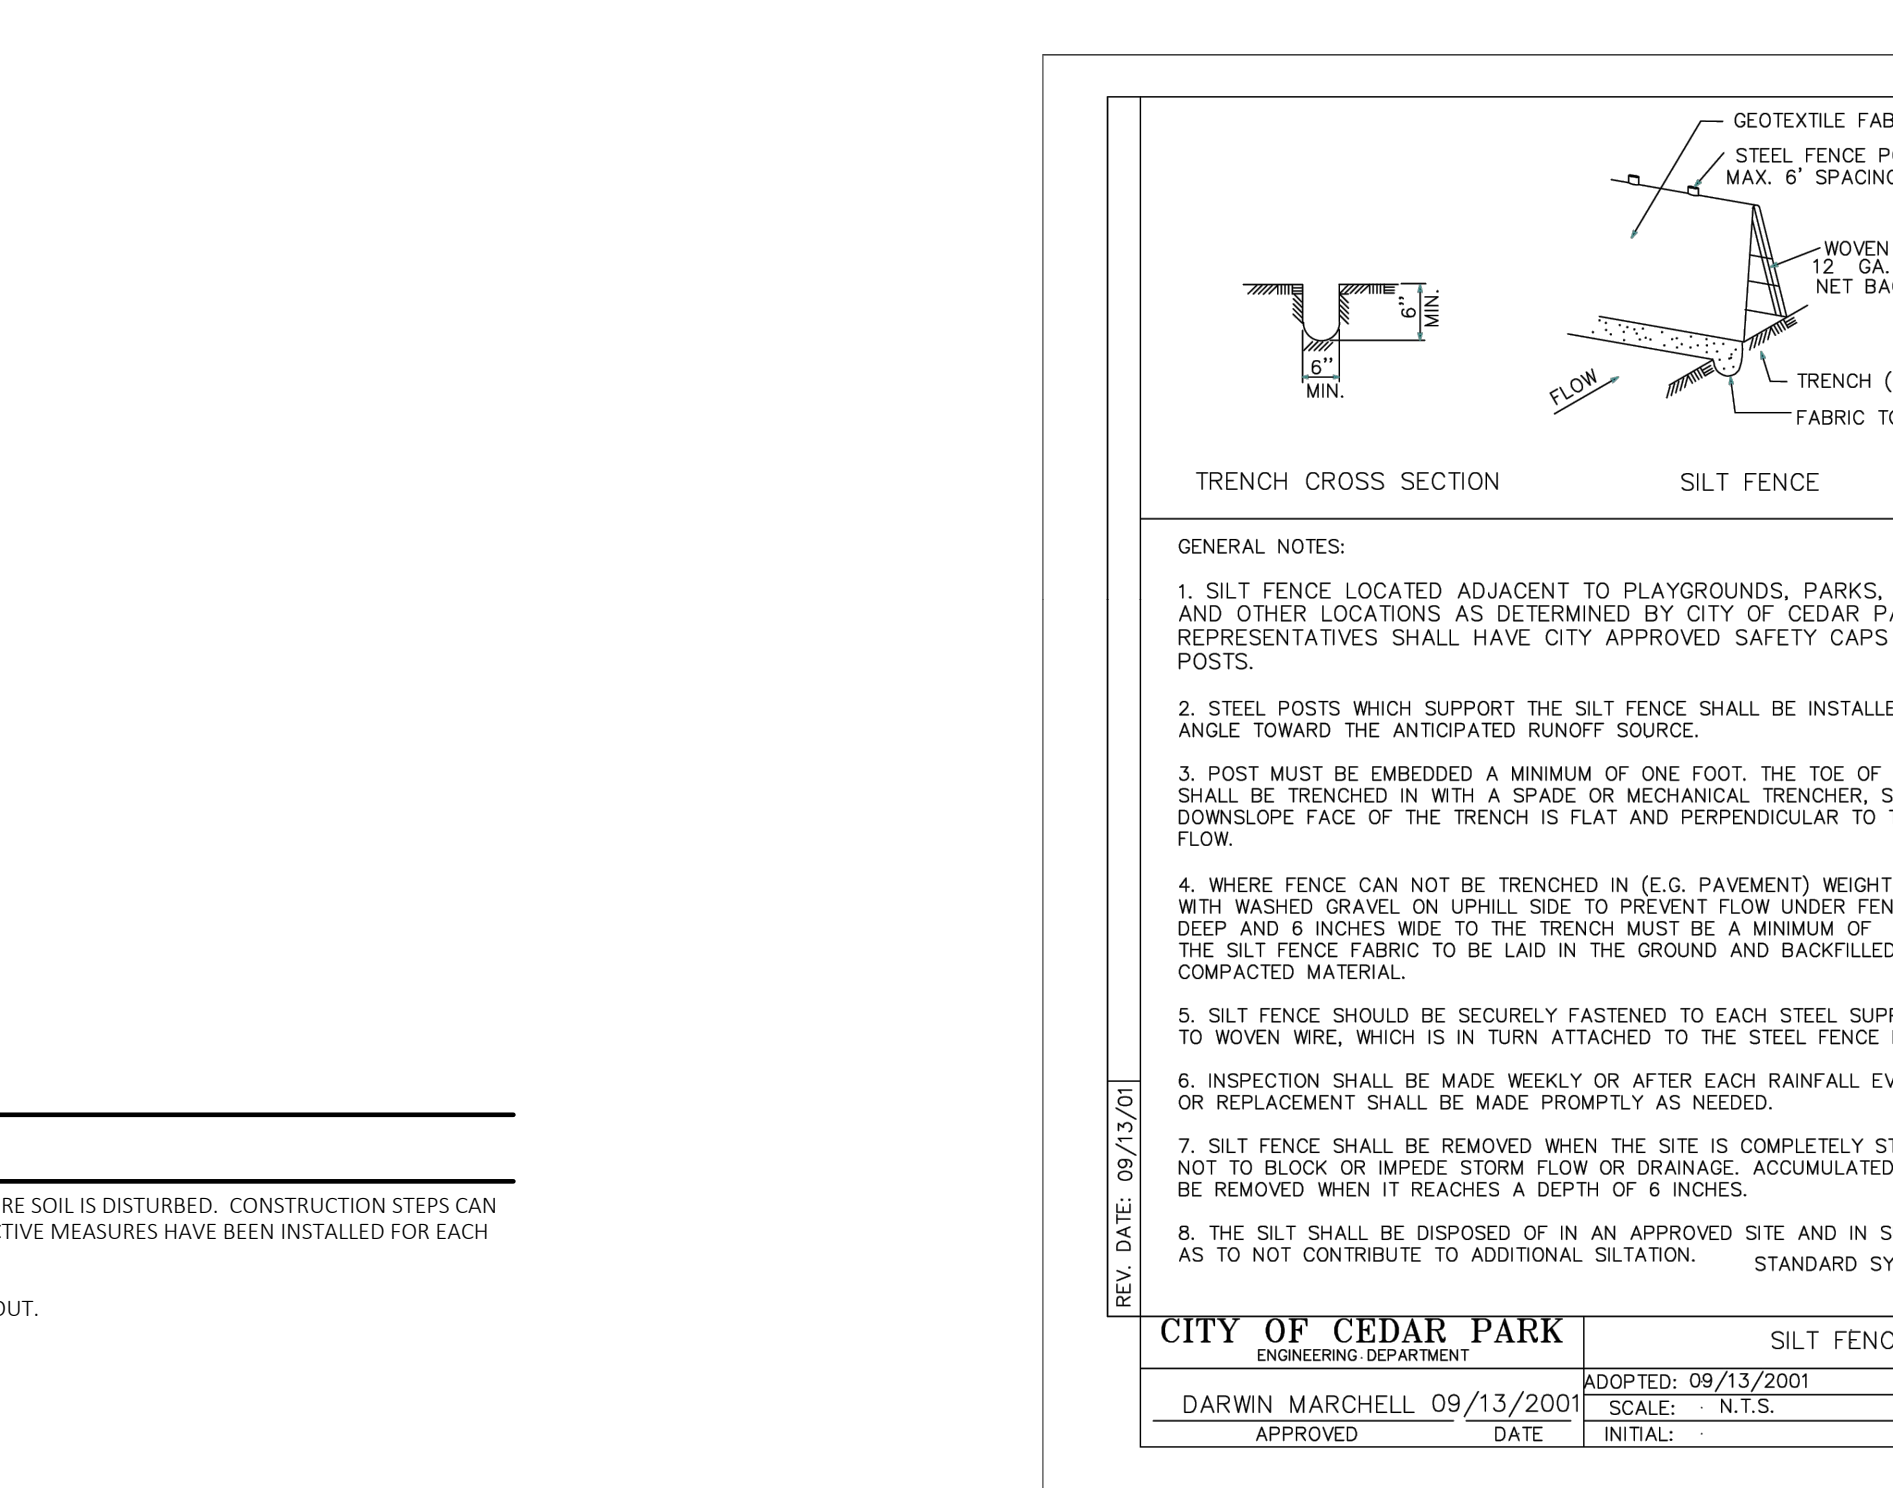 RE SOIL IS DISTURBED.  CONSTRUCTION STEPS CAN
CTIVE MEASURES HAVE BEEN INSTALLED FOR EACH
OUT.
GEOTEXTILE FAB
STEEL FENCE PO
MAX. 6' SPACING
WOVEN
12 GA.
NET BAC
6"
MIN.
6"
MIN.
FLOW
TRENCH (
FABRIC TO
TRENCH CROSS SECTION
SILT FENCE
GENERAL NOTES:
1. SILT FENCE LOCATED ADJACENT TO PLAYGROUNDS, PARKS,
AND OTHER LOCATIONS AS DETERMINED BY CITY OF CEDAR PA
REPRESENTATIVES SHALL HAVE CITY APPROVED SAFETY CAPS
POSTS.
2. STEEL POSTS WHICH SUPPORT THE SILT FENCE SHALL BE INSTALLE
ANGLE TOWARD THE ANTICIPATED RUNOFF SOURCE.
3. POST MUST BE EMBEDDED A MINIMUM OF ONE FOOT. THE TOE OF
SHALL BE TRENCHED IN WITH A SPADE OR MECHANICAL TRENCHER, S
DOWNSLOPE FACE OF THE TRENCH IS FLAT AND PERPENDICULAR TO T
FLOW.
4. WHERE FENCE CAN NOT BE TRENCHED IN (E.G. PAVEMENT) WEIGHT
WITH WASHED GRAVEL ON UPHILL SIDE TO PREVENT FLOW UNDER FEN
DEEP AND 6 INCHES WIDE TO THE TRENCH MUST BE A MINIMUM OF
THE SILT FENCE FABRIC TO BE LAID IN THE GROUND AND BACKFILLED
COMPACTED MATERIAL.
5. SILT FENCE SHOULD BE SECURELY FASTENED TO EACH STEEL SUPP
TO WOVEN WIRE, WHICH IS IN TURN ATTACHED TO THE STEEL FENCE
6. INSPECTION SHALL BE MADE WEEKLY OR AFTER EACH RAINFALL EV
OR REPLACEMENT SHALL BE MADE PROMPTLY AS NEEDED.
7. SILT FENCE SHALL BE REMOVED WHEN THE SITE IS COMPLETELY ST
NOT TO BLOCK OR IMPEDE STORM FLOW OR DRAINAGE. ACCUMULATED
BE REMOVED WHEN IT REACHES A DEPTH OF 6 INCHES.
8. THE SILT SHALL BE DISPOSED OF IN AN APPROVED SITE AND IN S
AS TO NOT CONTRIBUTE TO ADDITIONAL SILTATION.
STANDARD SY
REV. DATE: 09/13/01
CITY OF CEDAR PARK
ENGINEERING DEPARTMENT
SILT FENC
DARWIN MARCHELL 09/13/2001
APPROVED DATE
ADOPTED: 09/13/2001
SCALE: N.T.S.
INITIAL: